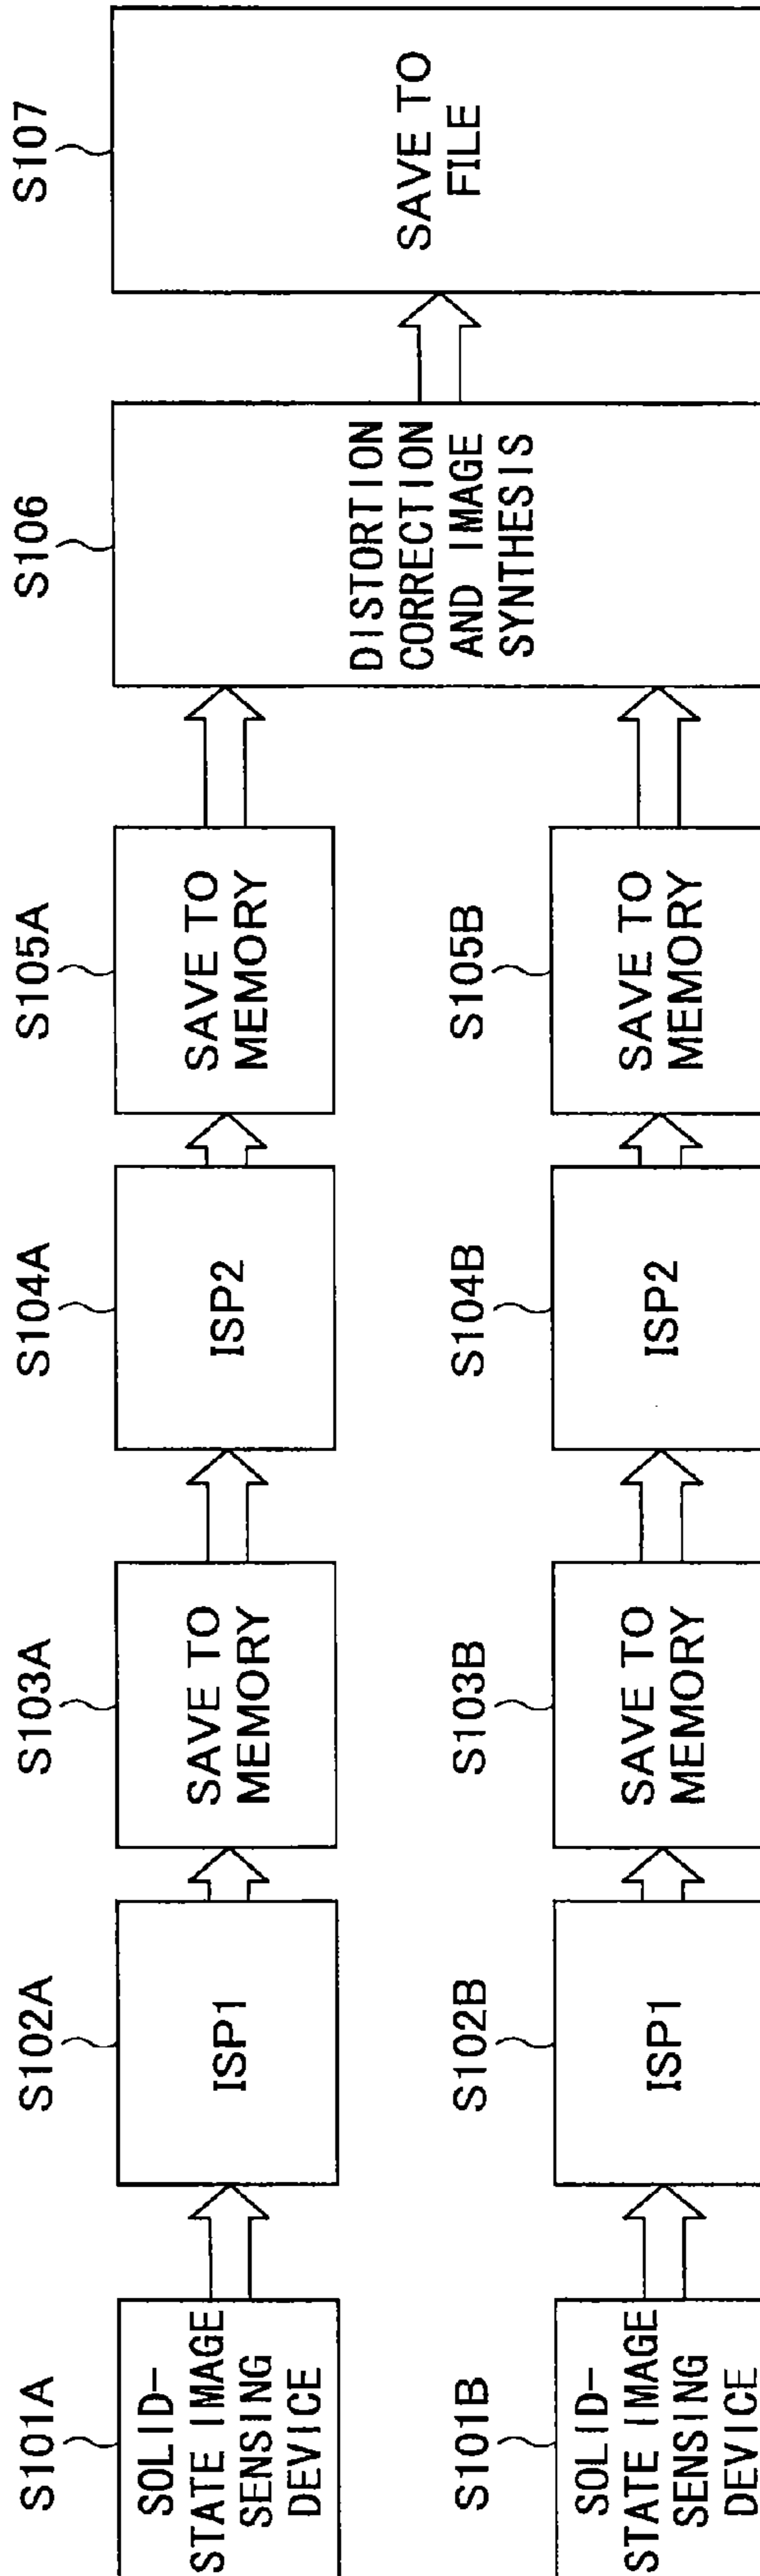 S101A
SOLID-
STATE IMAGE
SENSING
DEVICE
S102A
ISP1
S103A
SAVE TO
MEMORY
S104A
ISP2
S105A
SAVE TO
MEMORY
S101B
SOLID-
STATE IMAGE
SENSING
DEVICE
S102B
ISP1
S103B
SAVE TO
MEMORY
S104B
ISP2
S105B
SAVE TO
MEMORY
S106
DISTORTION
CORRECTION
AND IMAGE
SYNTHESIS
S107
SAVE TO
FILE